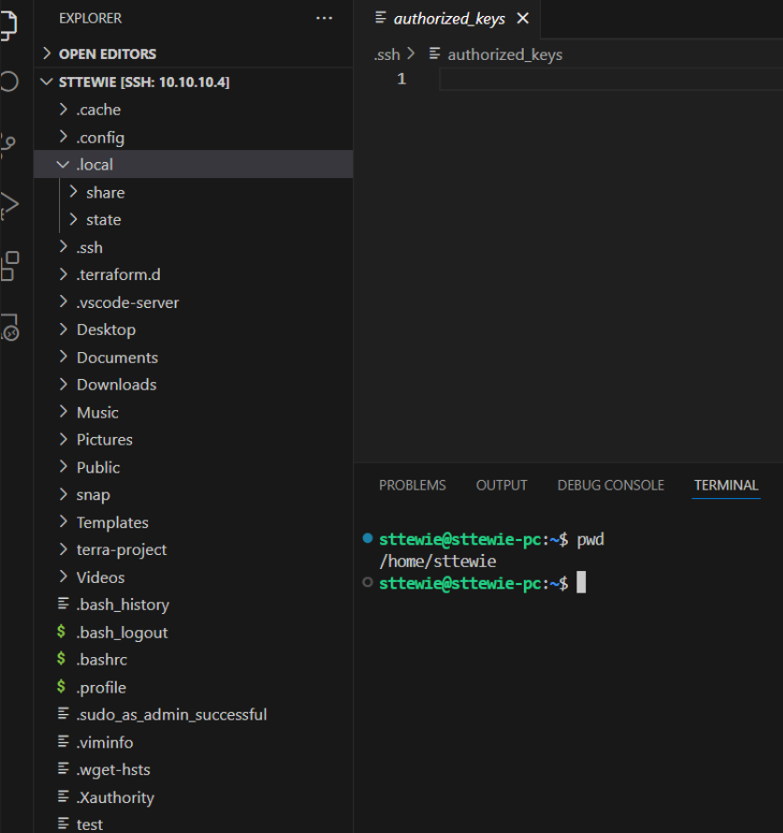 EXPLORER
···
OPEN EDITORS
STTEWIE [SSH: 10.10.10.4]
.cache
.config
.local
share
state
.ssh
.terraform.d
.vscode-server
Desktop
Documents
Downloads
Music
Pictures
Public
snap
Templates
terra-project
Videos
.bash_history
$ .bash_logout
$ .bashrc
$ .profile
.sudo_as_admin_successful
.viminfo
.wget-hsts
.Xauthority
test
authorized_keys
.ssh > authorized_keys
1
PROBLEMS OUTPUT DEBUG CONSOLE TERMINAL
sttewie@sttewie-pc:~$ pwd
/home/sttewie
sttewie@sttewie-pc:~$